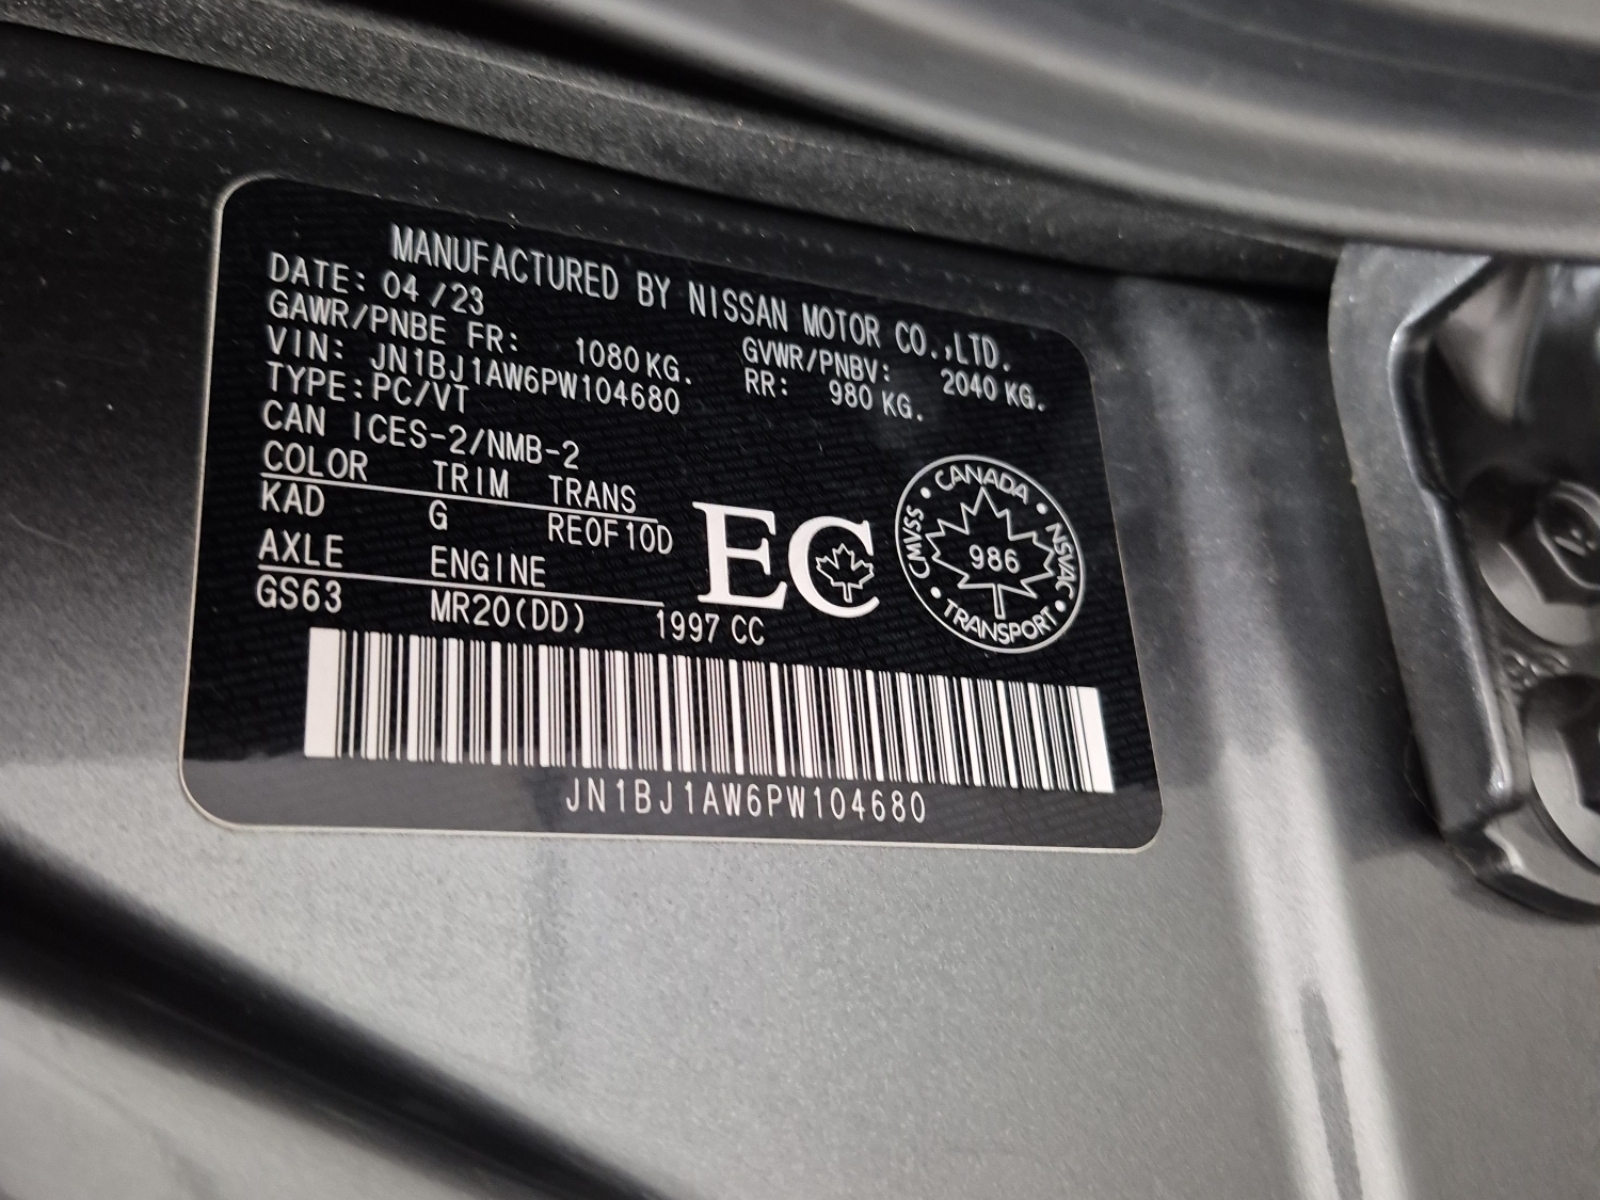 MANUFACTURED BY NISSAN MOTOR CO.,LTD.
DATE: 04 /23 GVWR/PNBV: 2040 KG.
GAWR/PNBE FR: 1080 KG. RR: 980 KG.
VIN: JN1BJ1AW6PW104680
TYPE:PC/VT
CAN ICES-2/NMB-2
COLOR TRIM TRANS
KAD G RE0F10D
AXLE ENGINE
GS63 MR20(DD) 1997 CC
EC
CANADA
CMVSS
NSVAC
986
TRANSPORT
JN1BJ1AW6PW104680